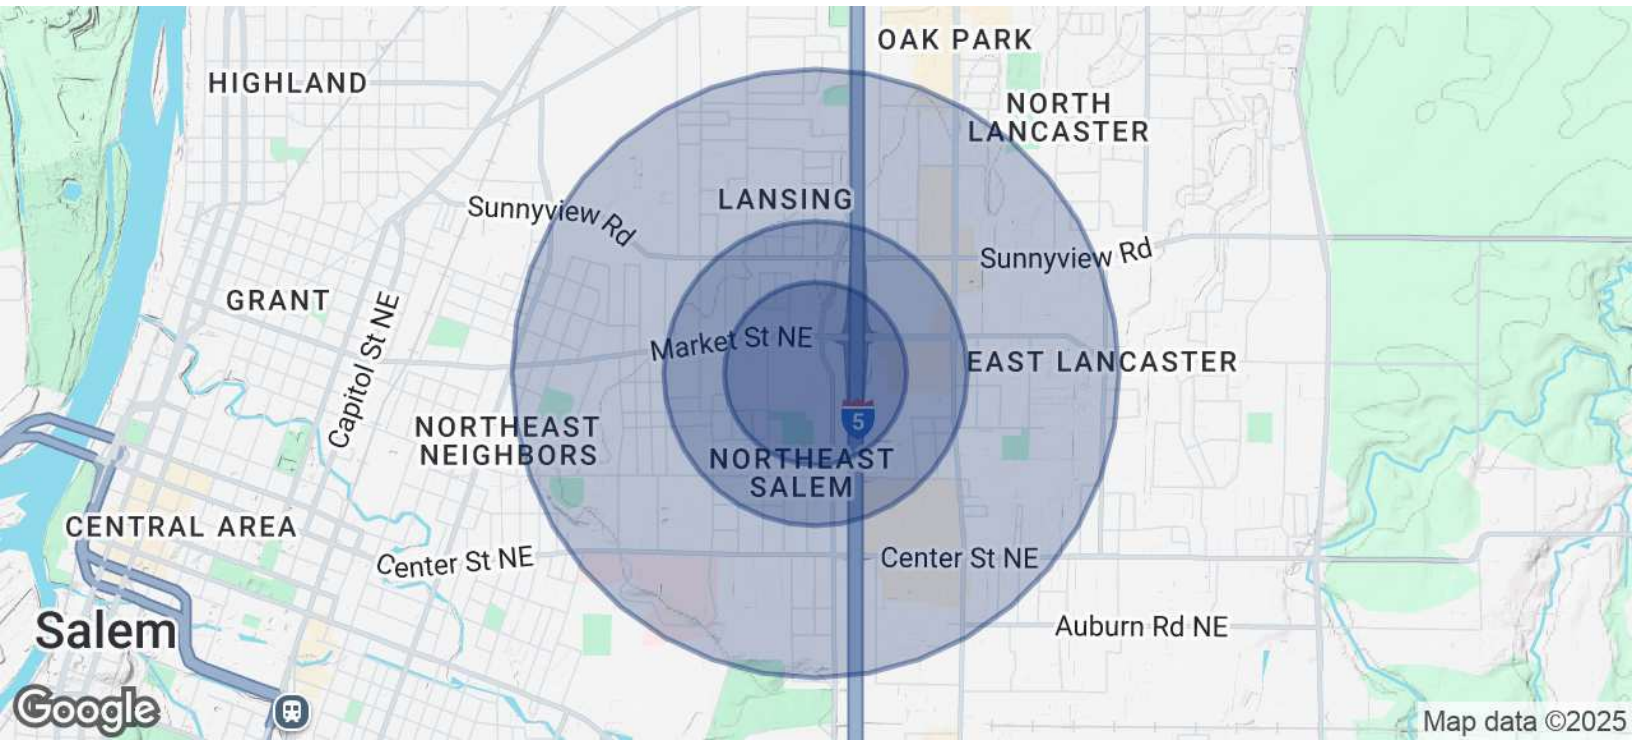 OAK PARK
HIGHLAND
NORTH
LANCASTER
LANSING
Sunnyview Rd
Sunnyview Rd
GRANT
Capitol St NE
Market St NE
EAST LANCASTER
5
NORTHEAST
NEIGHBORS
NORTHEAST
SALEM
CENTRAL AREA
Center St NE
Center St NE
Salem
Auburn Rd NE
Google
Map data ©2025